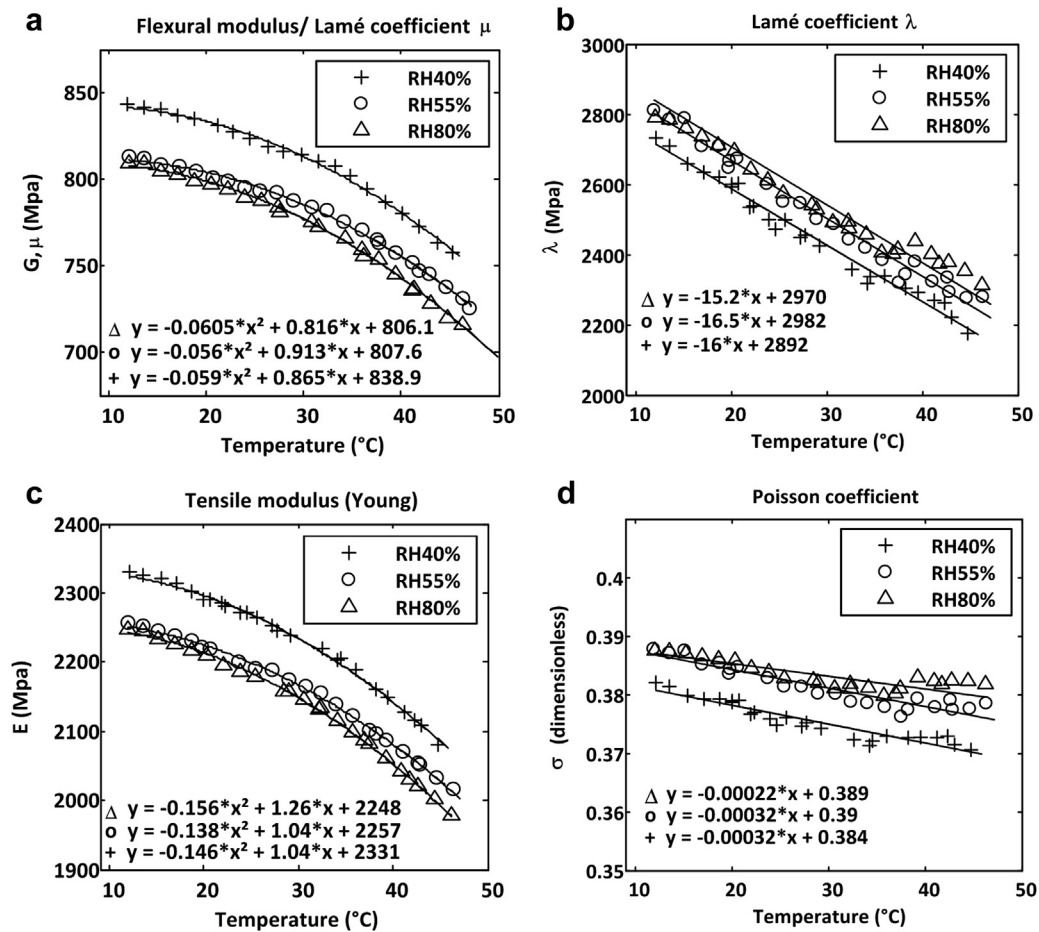 a
Flexural modulus/ Lamé coefficient μ
G, μ (Mpa)
850
800
750
700
RH40%
RH55%
RH80%
Δ y = -0.0605*x² + 0.816*x + 806.1
o y = -0.056*x² + 0.913*x + 807.6
+ y = -0.059*x² + 0.865*x + 838.9
10 20 30 40 50
Temperature (°C)
b
Lamé coefficient λ
λ (Mpa)
3000
2800
2600
2400
2200
2000
RH40%
RH55%
RH80%
Δ y = -15.2*x + 2970
o y = -16.5*x + 2982
+ y = -16*x + 2892
10 20 30 40 50
Temperature (°C)
c
Tensile modulus (Young)
E (Mpa)
2400
2300
2200
2100
2000
1900
RH40%
RH55%
RH80%
Δ y = -0.156*x² + 1.26*x + 2248
o y = -0.138*x² + 1.04*x + 2257
+ y = -0.146*x² + 1.04*x + 2331
10 20 30 40 50
Temperature (°C)
d
Poisson coefficient
σ (dimensionless)
0.4
0.39
0.38
0.37
0.36
0.35
RH40%
RH55%
RH80%
Δ y = -0.00022*x + 0.389
o y = -0.00032*x + 0.39
+ y = -0.00032*x + 0.384
10 20 30 40 50
Temperature (°C)